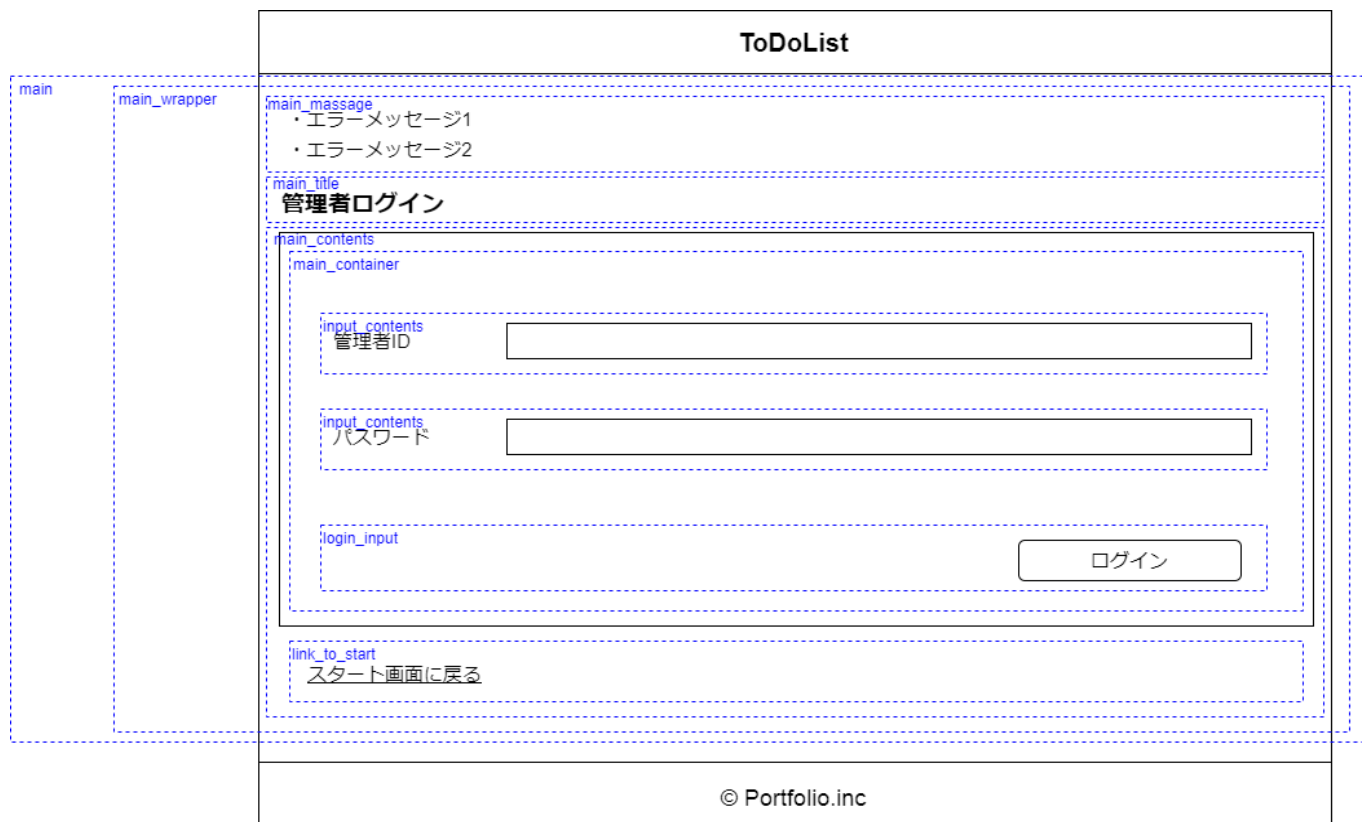 ToDoList
main
main_wrapper
main_massage
・エラーメッセージ1
・エラーメッセージ2
main_title
管理者ログイン
main_contents
main_container
input_contents
管理者ID
input_contents
パスワード
login_input
ログイン
link_to_start
スタート画面に戻る
© Portfolio.inc